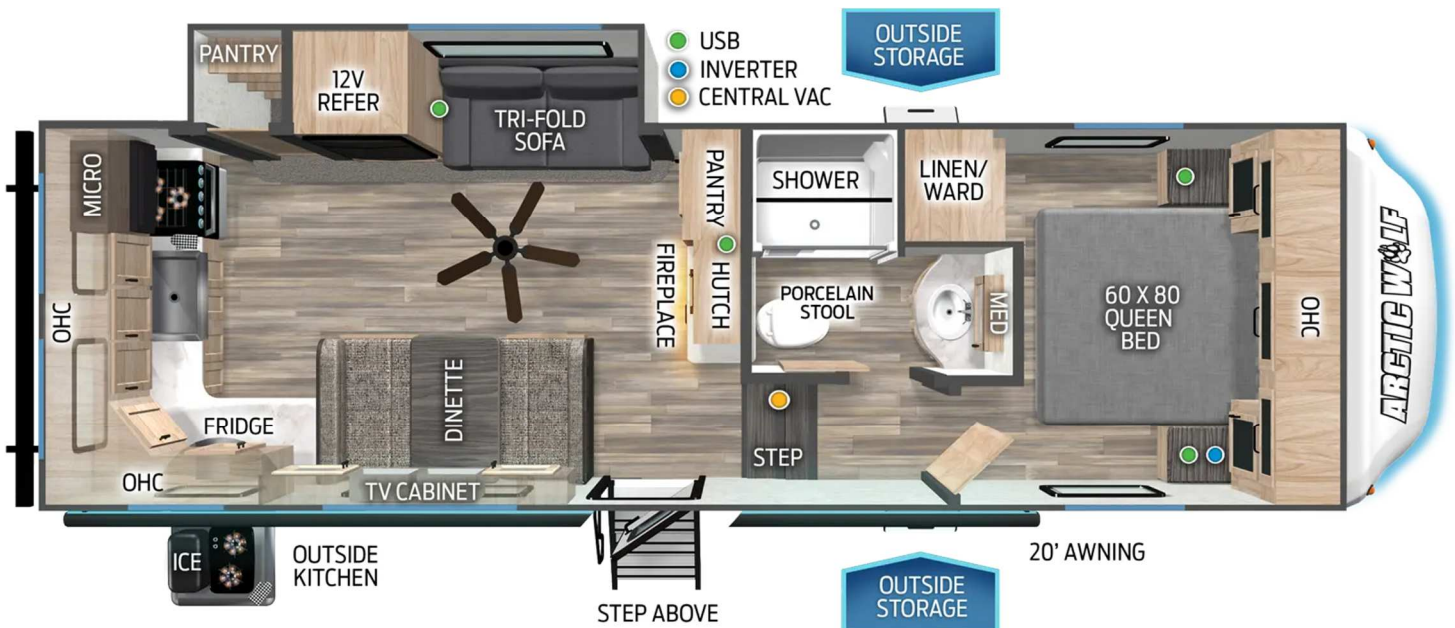 PANTRY
12V
REFER
TRI-FOLD
SOFA
USB
INVERTER
CENTRAL VAC
OUTSIDE
STORAGE
MICRO
OHC
FRIDGE
OHC
DINETTE
TV CABINET
PANTRY
HUTCH
FIREPLACE
SHOWER
LINEN/
WARD
PORCELAIN
STOOL
MED
STEP
60 X 80
QUEEN
BED
OHC
ARCTIC WOLF
ICE
OUTSIDE
KITCHEN
STEP ABOVE
OUTSIDE
STORAGE
20' AWNING